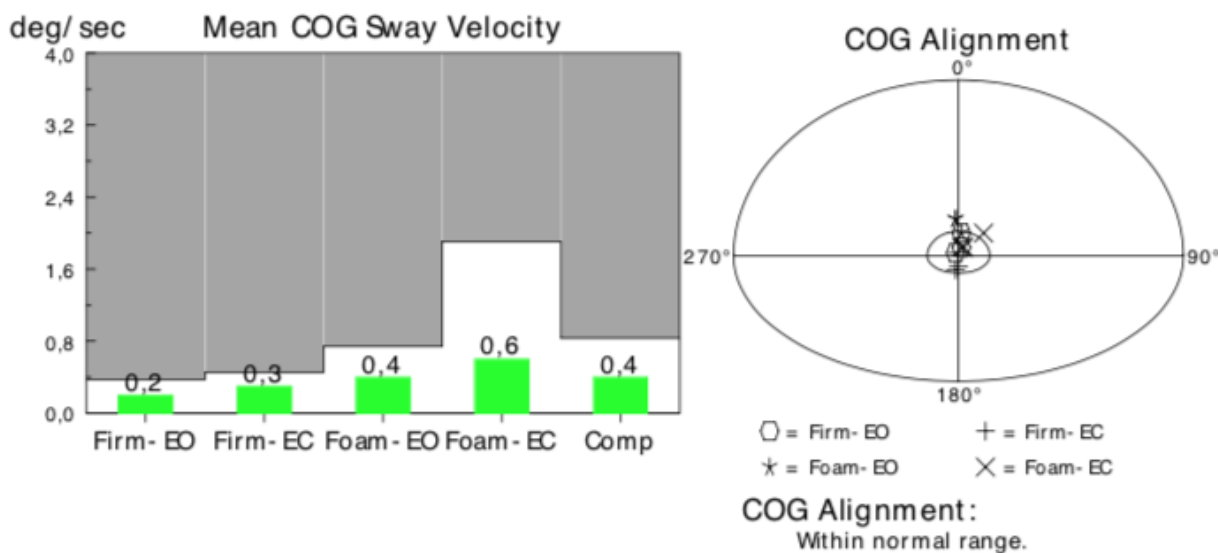 deg/sec Mean COG Sway Velocity
4,0
3,2
2,4
1,6
0,8
0,0
0,2
0,3
0,4
0,6
0,4
Firm-EO Firm-EC Foam-EO Foam-EC Comp
COG Alignment
0°
270° 90°
180°
= Firm-EO + = Firm-EC
= Foam-EO × = Foam-EC
COG Alignment:
Within normal range.